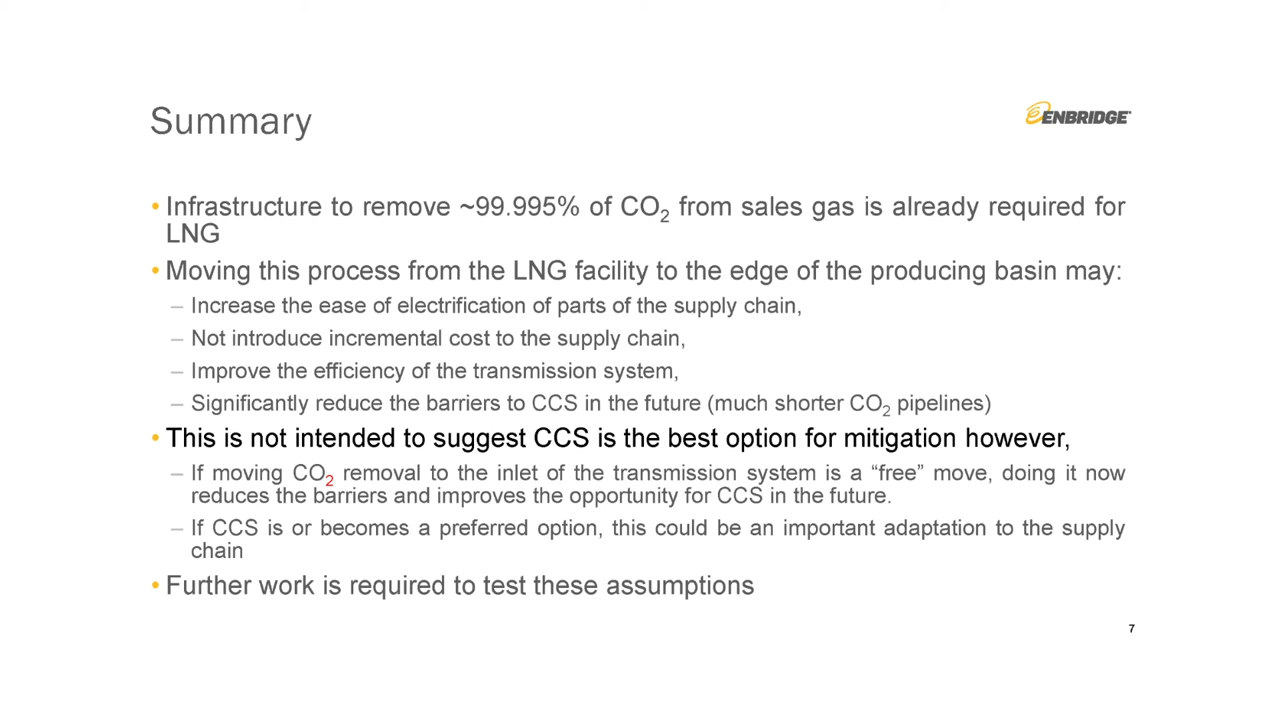 Summary
ENBRIDGE
• Infrastructure to remove ~99.995% of CO₂ from sales gas is already required for
LNG
• Moving this process from the LNG facility to the edge of the producing basin may:
– Increase the ease of electrification of parts of the supply chain,
– Not introduce incremental cost to the supply chain,
– Improve the efficiency of the transmission system,
– Significantly reduce the barriers to CCS in the future (much shorter CO₂ pipelines)
• This is not intended to suggest CCS is the best option for mitigation however,
– If moving CO₂ removal to the inlet of the transmission system is a “free” move, doing it now
reduces the barriers and improves the opportunity for CCS in the future.
– If CCS is or becomes a preferred option, this could be an important adaptation to the supply
chain
• Further work is required to test these assumptions
7